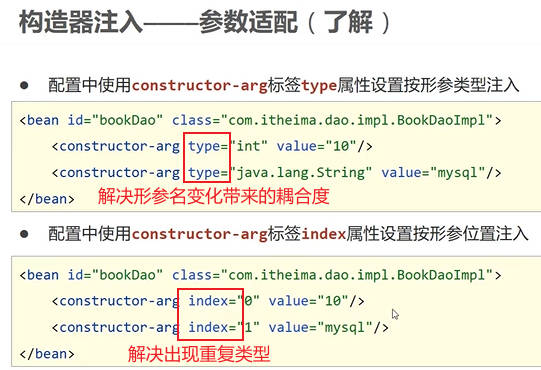 构造器注入——参数适配（了解）
● 配置中使用constructor-arg标签type属性设置按形参类型注入
<bean id="bookDao" class="com.itheima.dao.impl.BookDaoImpl">
<constructor-arg type="int" value="10"/>
<constructor-arg type="java.lang.String" value="mysql"/>
</bean> 解决形参名变化带来的耦合度
● 配置中使用constructor-arg标签index属性设置按形参位置注入
<bean id="bookDao" class="com.itheima.dao.impl.BookDaoImpl">
<constructor-arg index="0" value="10"/>
<constructor-arg index="1" value="mysql"/>
</bean> 解决出现重复类型